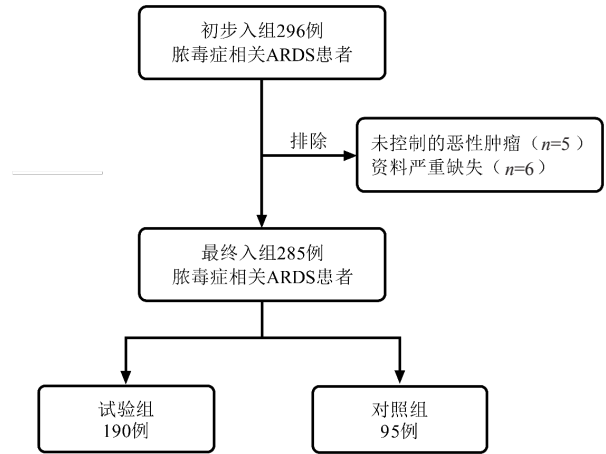 初步入组296例
脓毒症相关ARDS患者
排除
未控制的恶性肿瘤（n=5）
资料严重缺失（n=6）
最终入组285例
脓毒症相关ARDS患者
试验组
190例
对照组
95例